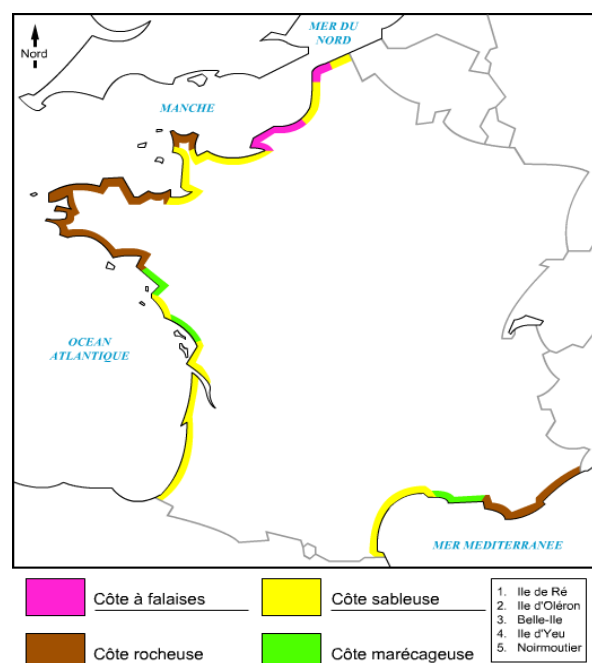 MER DU
NORD
Nord
MANCHE
OCEAN
ATLANTIQUE
MER MEDITERRANEE
Côte à falaises
Côte sableuse
Côte rocheuse
Côte marécageuse
1. Ile de Ré
2. Ile d'Oléron
3. Belle-Ile
4. Ile d'Yeu
5. Noirmoutier